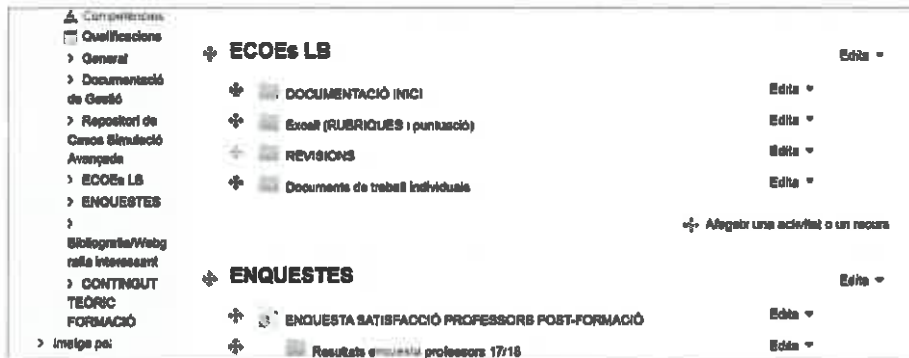 Competències
Qualificacions
> General
> Documentació
de Gestió
> Repositori de
Casos Simulació
Avançada
> ECOEs LB
> ENQUESTES
>
Bibliografia/Webg
rafia interessant
> CONTINGUT
TEÒRIC
FORMACIÓ
> Imatge per
ECOEs LB
Edita
DOCUMENTACIÓ INICI
Edita
Excell (RUBRIQUES i puntuació)
Edita
REVISIONS
Edita
Documents de treball individuals
Edita
Afegeix una activitat o un recurs
ENQUESTES
Edita
ENQUESTA SATISFACCIÓ PROFESSORS POST-FORMACIÓ
Edita
Resultats enquesta professors 17/18
Edita